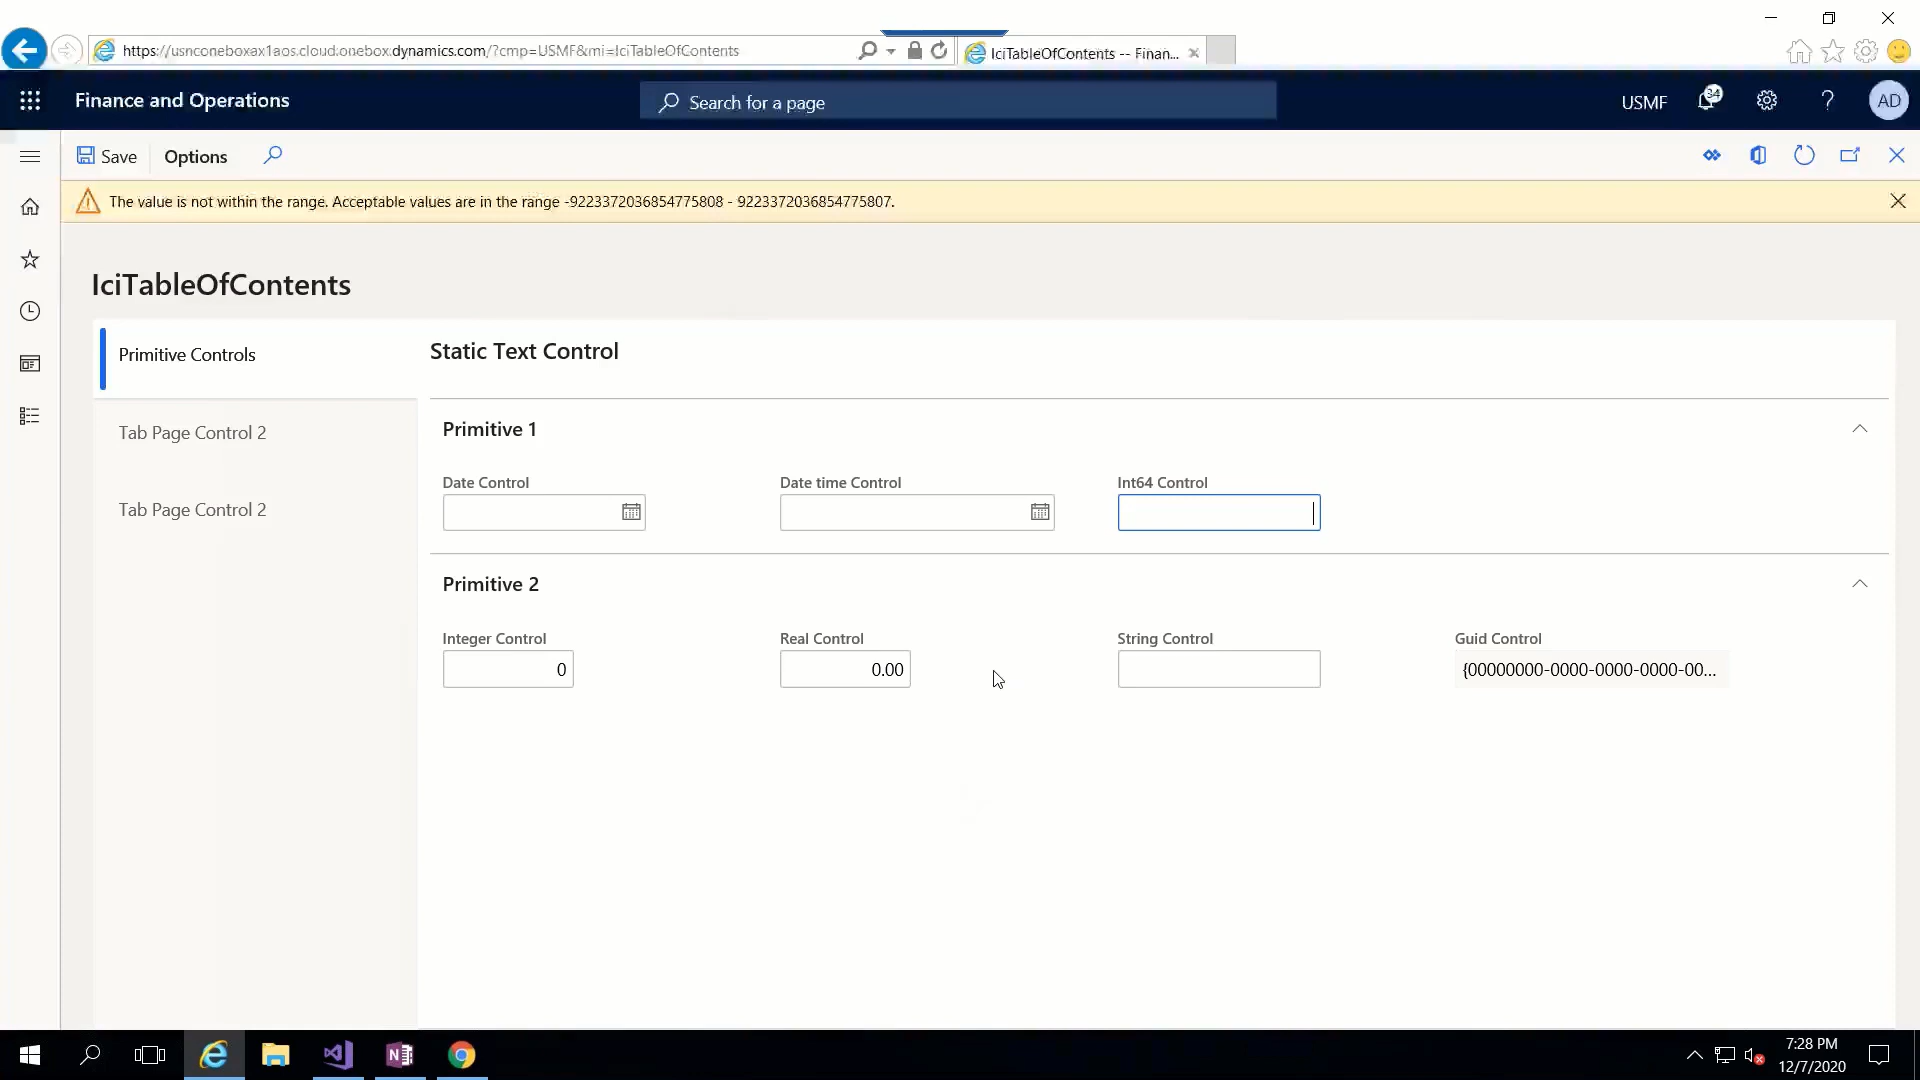 https://usnconeboxax1aos.cloud.onebox.dynamics.com/?cmp=USMF&mi=IciTableOfContents
IciTableOfContents -- Finan...
Finance and Operations
Search for a page
USMF
34
?
AD
Save
Options
The value is not within the range. Acceptable values are in the range -9223372036854775808 - 9223372036854775807.
IciTableOfContents
Primitive Controls
Tab Page Control 2
Tab Page Control 2
Static Text Control
Primitive 1
Date Control
Date time Control
Int64 Control
Primitive 2
Integer Control
Real Control
String Control
Guid Control
0
0.00
{00000000-0000-0000-0000-00...
N
7:28 PM
12/7/2020